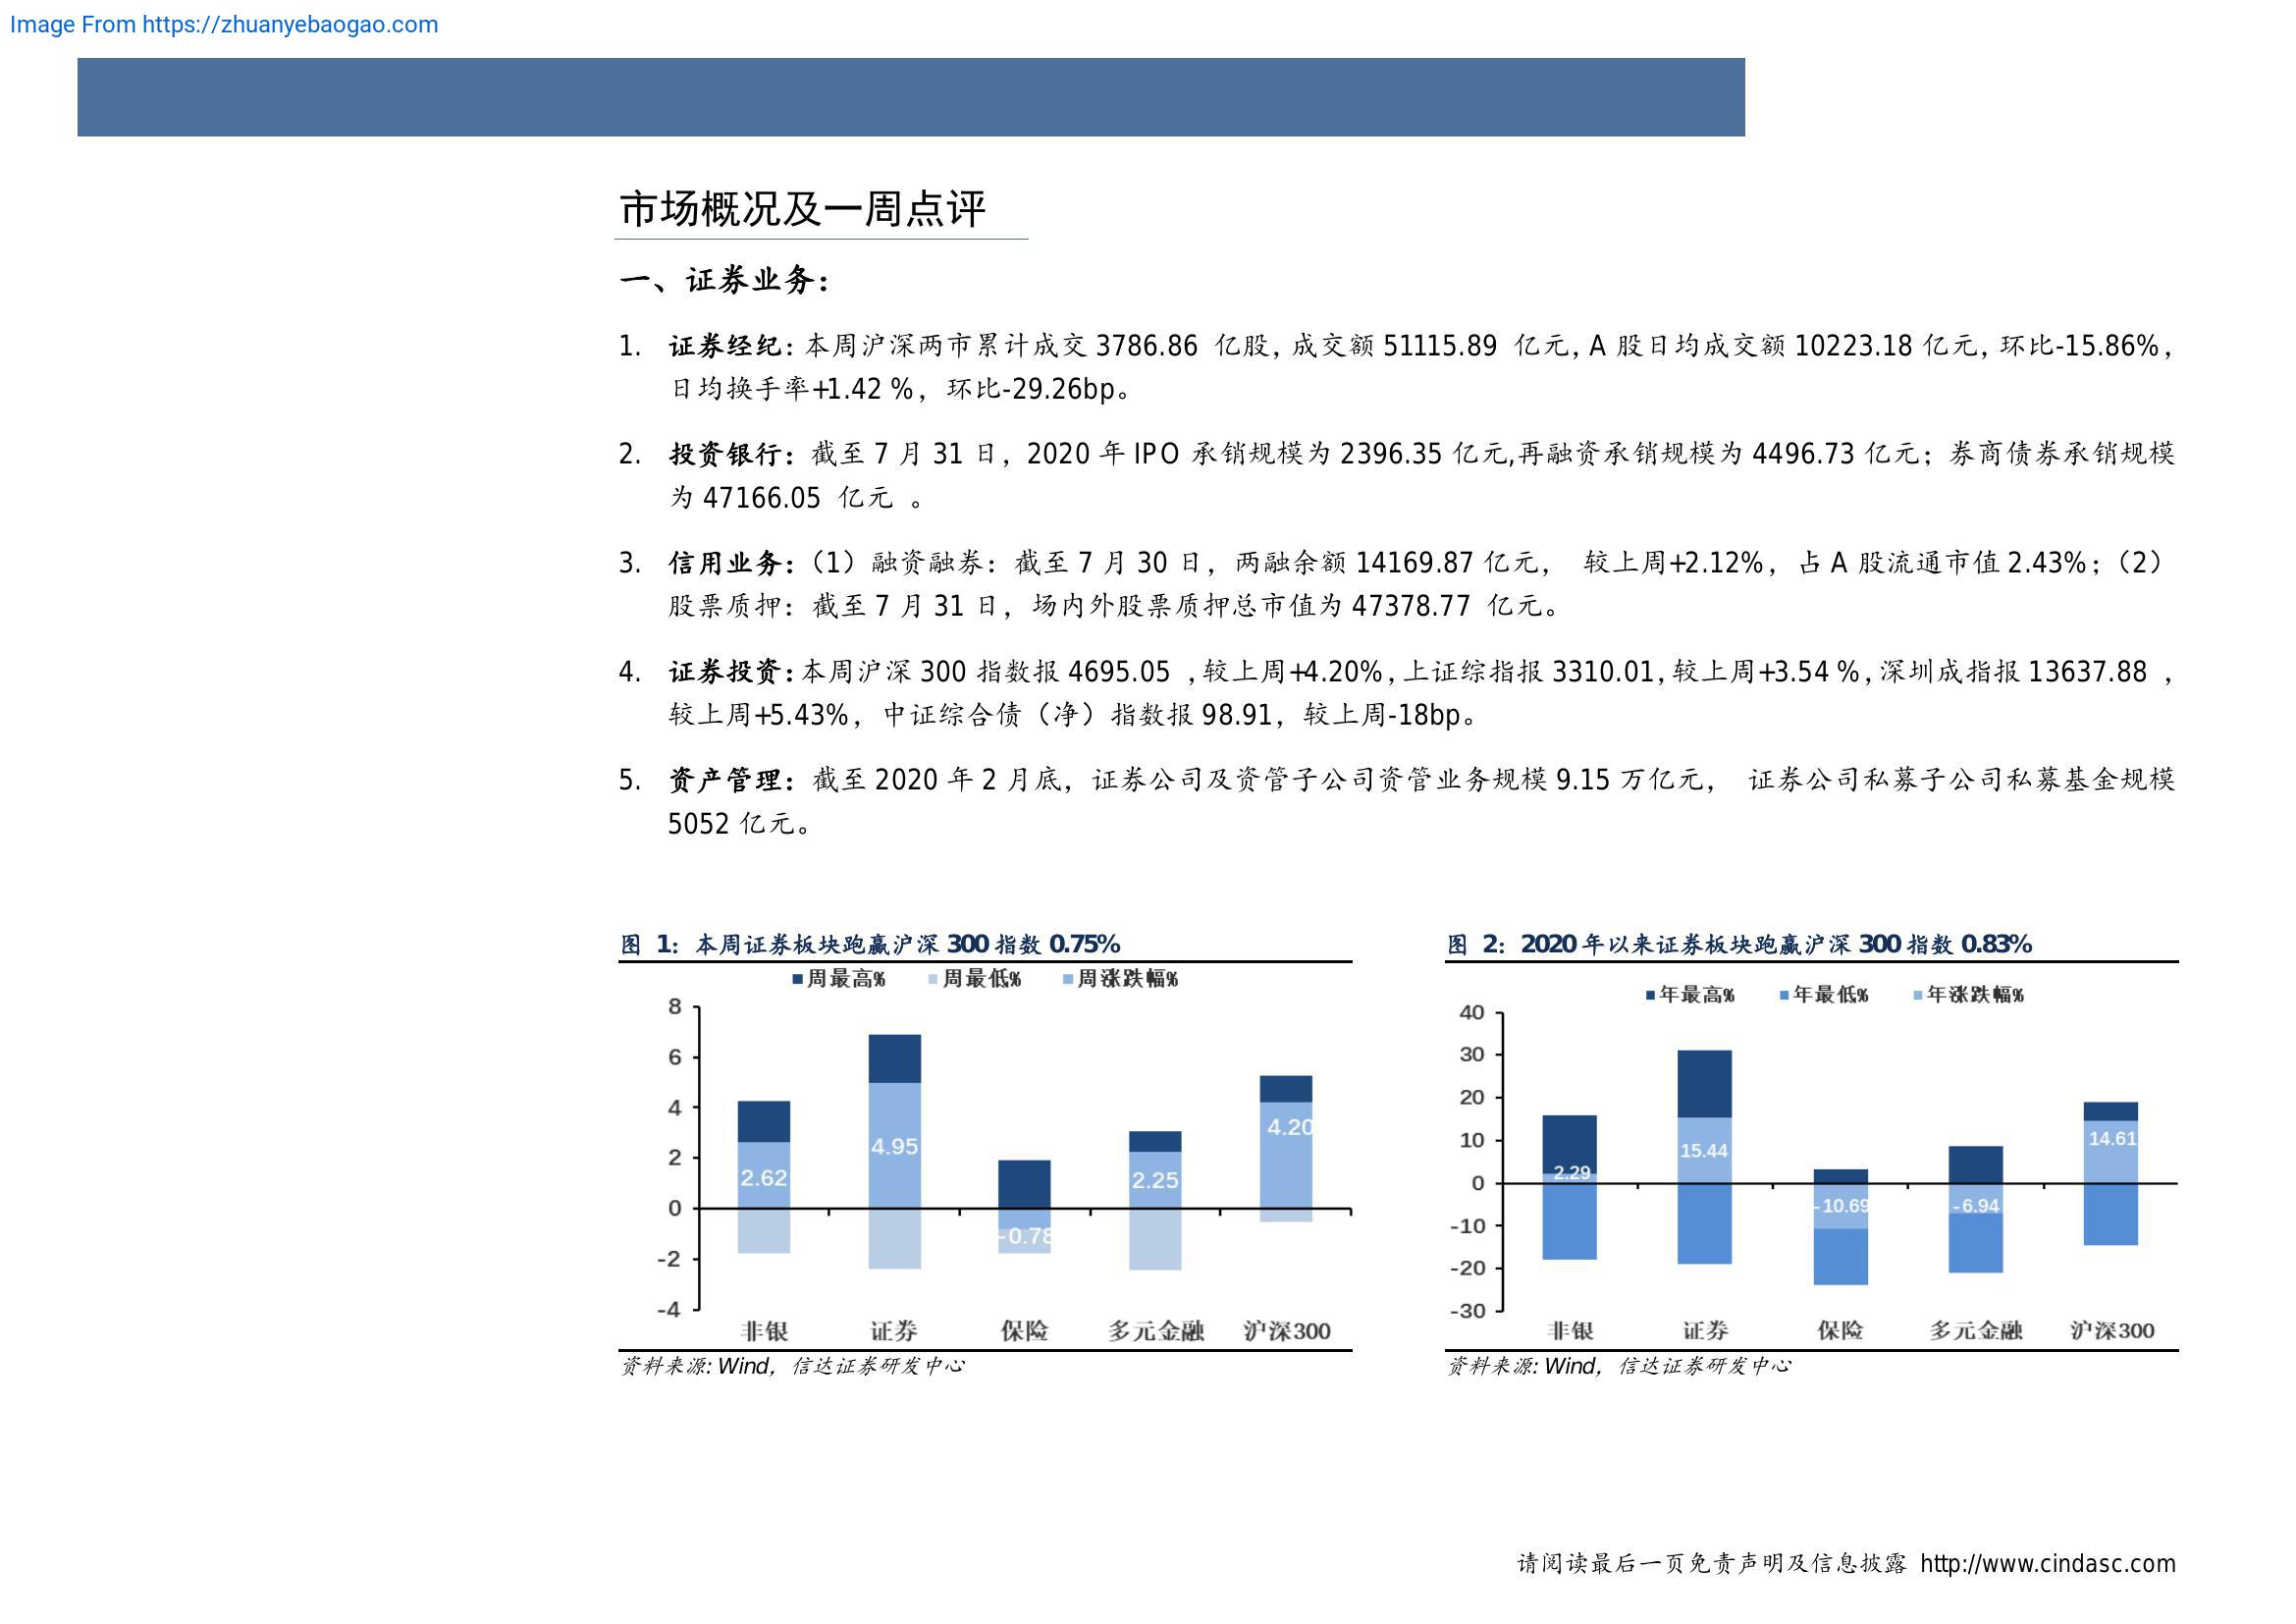 Image From https://zhuanyebaogao.com
市场概况及一周点评
一、证券业务：
1. 证券经纪：本周沪深两市累计成交 3786.86 亿股，成交额 51115.89 亿元，A 股日均成交额 10223.18 亿元，环比-15.86%，
日均换手率+1.42 %，环比-29.26bp。
2. 投资银行：截至 7 月 31 日，2020 年 IPO 承销规模为 2396.35 亿元,再融资承销规模为 4496.73 亿元；券商债券承销规模
为 47166.05 亿元 。
3. 信用业务：（1）融资融券：截至 7 月 30 日，两融余额 14169.87 亿元， 较上周+2.12%，占 A 股流通市值 2.43%；（2）
股票质押：截至 7 月 31 日，场内外股票质押总市值为 47378.77 亿元。
4. 证券投资：本周沪深 300 指数报 4695.05 ，较上周+4.20%，上证综指报 3310.01，较上周+3.54 %，深圳成指报 13637.88 ，
较上周+5.43%，中证综合债（净）指数报 98.91，较上周-18bp。
5. 资产管理：截至 2020 年 2 月底，证券公司及资管子公司资管业务规模 9.15 万亿元， 证券公司私募子公司私募基金规模
5052 亿元。
图 1：本周证券板块跑赢沪深 300 指数 0.75%
周最高% 周最低% 周涨跌幅%
8
6
4
2
0
-2
-4
2.62
4.95
-0.78
2.25
4.20
非银 证券 保险 多元金融 沪深300
资料来源: Wind，信达证券研发中心
图 2：2020 年以来证券板块跑赢沪深 300 指数 0.83%
年最高% 年最低% 年涨跌幅%
40
30
20
10
0
-10
-20
-30
2.29
15.44
-10.69
-6.94
14.61
非银 证券 保险 多元金融 沪深300
资料来源: Wind，信达证券研发中心
请阅读最后一页免责声明及信息披露 http://www.cindasc.com